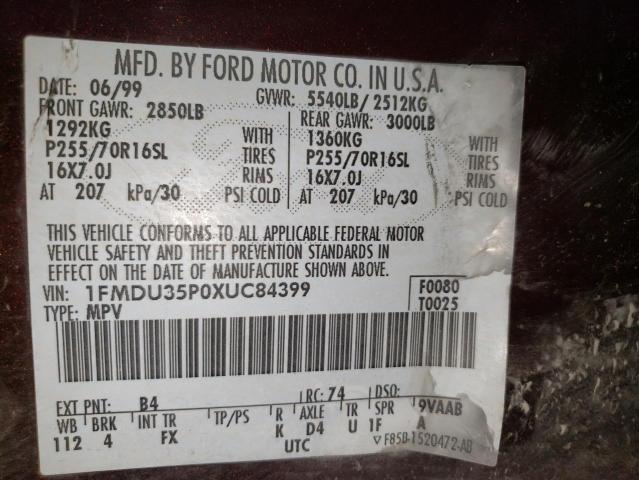 MFD. BY FORD MOTOR CO. IN U.S.A.
DATE: 06/99 GVWR: 5540LB / 2512KG
FRONT GAWR: 2850LB REAR GAWR: 3000LB
1292KG WITH 1360KG WITH
P255/70R16SL TIRES P255/70R16SL TIRES
16X7.0J RIMS 16X7.0J RIMS
AT 207 kPa/30 PSI COLD AT 207 kPa/30 PSI COLD
THIS VEHICLE CONFORMS TO ALL APPLICABLE FEDERAL MOTOR
VEHICLE SAFETY AND THEFT PREVENTION STANDARDS IN
EFFECT ON THE DATE OF MANUFACTURE SHOWN ABOVE.
VIN: 1FMDU35P0XUC84399 F0080
TYPE: MPV T0025
EXT PNT: B4 RC: 74 DSO:
WB BRK INT TR TP/PS R AXLE TR SPR 9VAAB
112 4 FX K D4 U 1F A
UTC F85B-1520472-AB